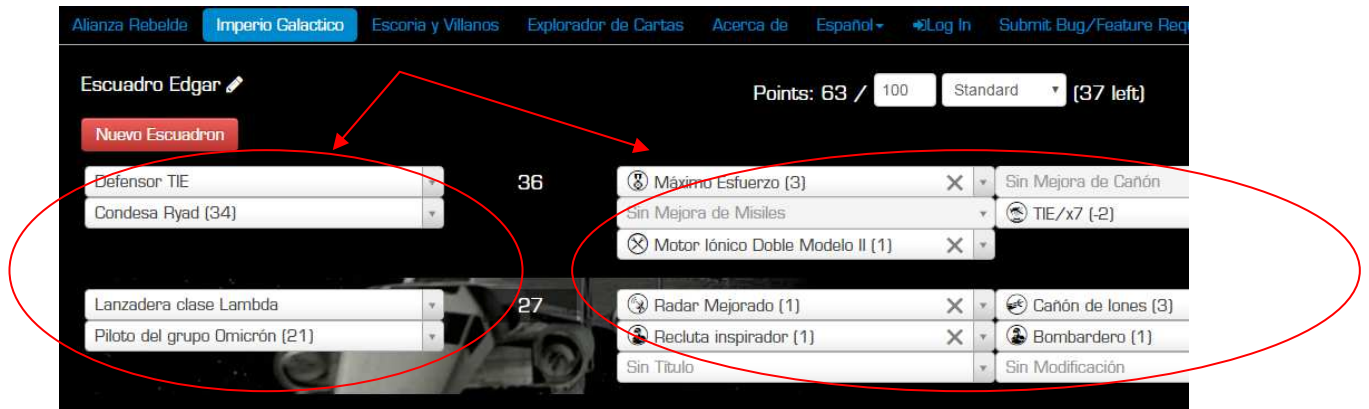 Alianza Rebelde Imperio Galactico Escoria y Villanos Explorador de Cartas Acerca de Español Log In Submit Bug/Feature Requ
Escuadro Edgar Points: 63 / 100 Standard (37 left)
Nuevo Escuadron
Defensor TIE 36 Máximo Esfuerzo (3) Sin Mejora de Cañón
Condesa Ryad (34) Sin Mejora de Misiles TIE/x7 (-2)
Motor Iónico Doble Modelo II (1)
Lanzadera clase Lambda 27 Radar Mejorado (1) Cañón de Iones (3)
Piloto del grupo Omicrón (21) Recluta inspirador (1) Bombardero (1)
Sin Título Sin Modificación